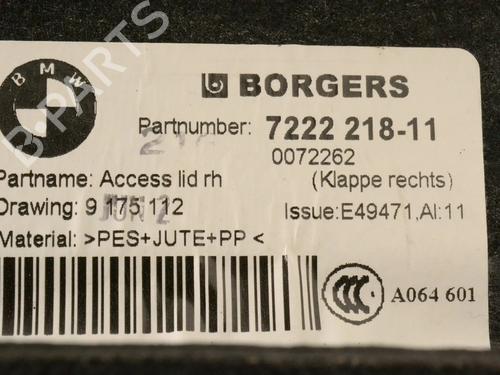 BMW
BORGERS
Partnumber: 7222 218-11
0072262
Partname: Access lid rh (Klappe rechts)
Drawing: 9 175 112 Issue:E49471,AI:11
Material: >PES+JUTE+PP<
CCC A064 601
B PARTS